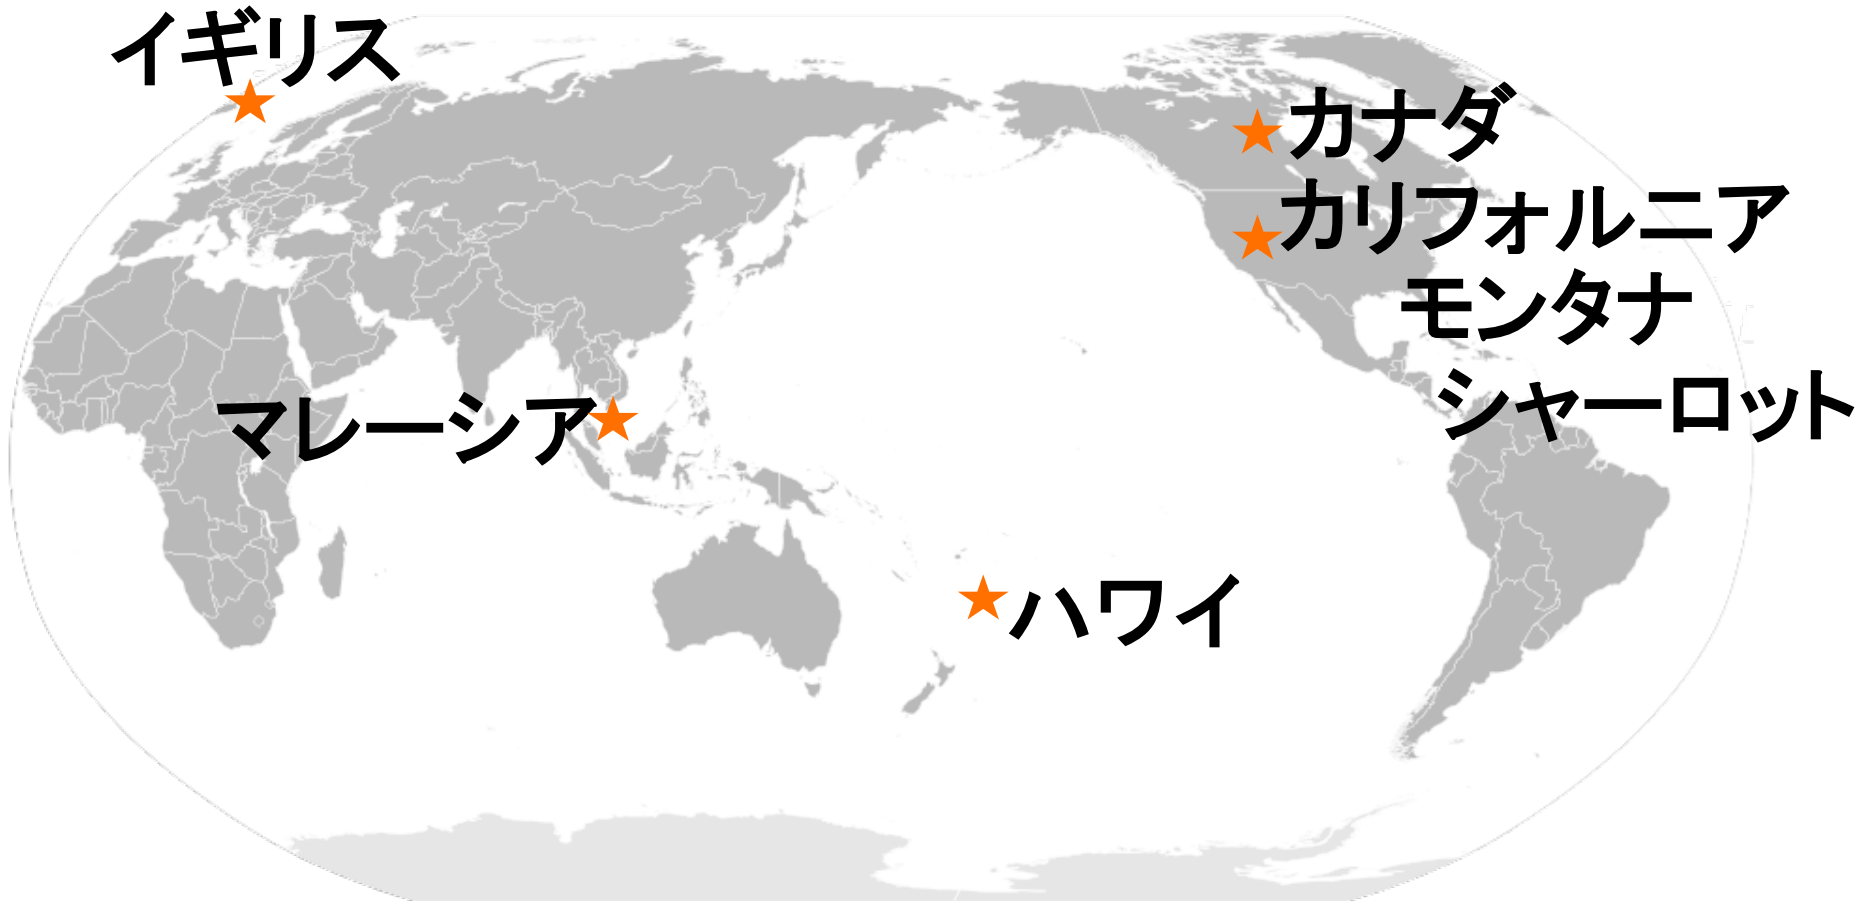 イギリス
カナダ
カリフォルニア
モンタナ
シャーロット
マレーシア
ハワイ